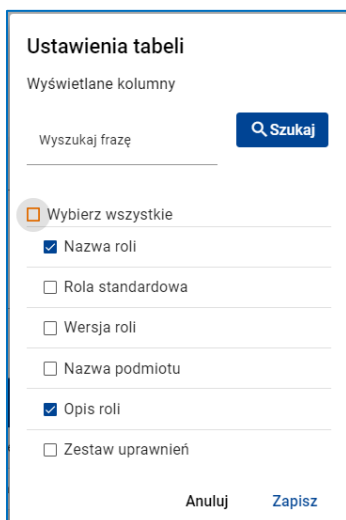 Ustawienia tabeli
Wyświetlane kolumny
Wyszukaj frazę
Szukaj
Wybierz wszystkie
Nazwa roli
Rola standardowa
Wersja roli
Nazwa podmiotu
Opis roli
Zestaw uprawnień
Anuluj Zapisz